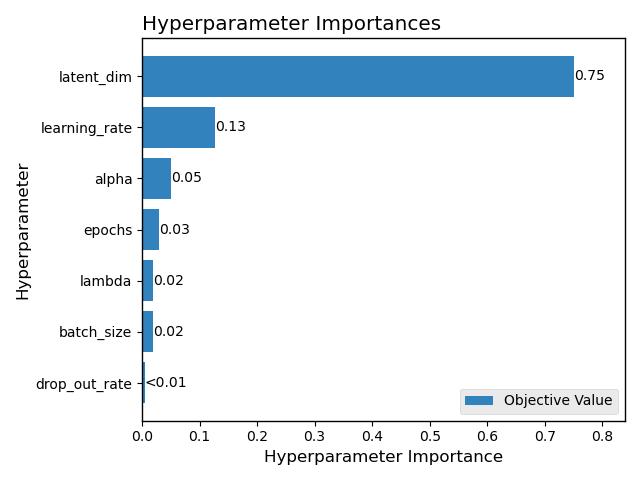 Hyperparameter Importances
Hyperparameter
latent_dim 0.75
learning_rate 0.13
alpha 0.05
epochs 0.03
lambda 0.02
batch_size 0.02
drop_out_rate <0.01
Objective Value
0.0 0.1 0.2 0.3 0.4 0.5 0.6 0.7 0.8
Hyperparameter Importance